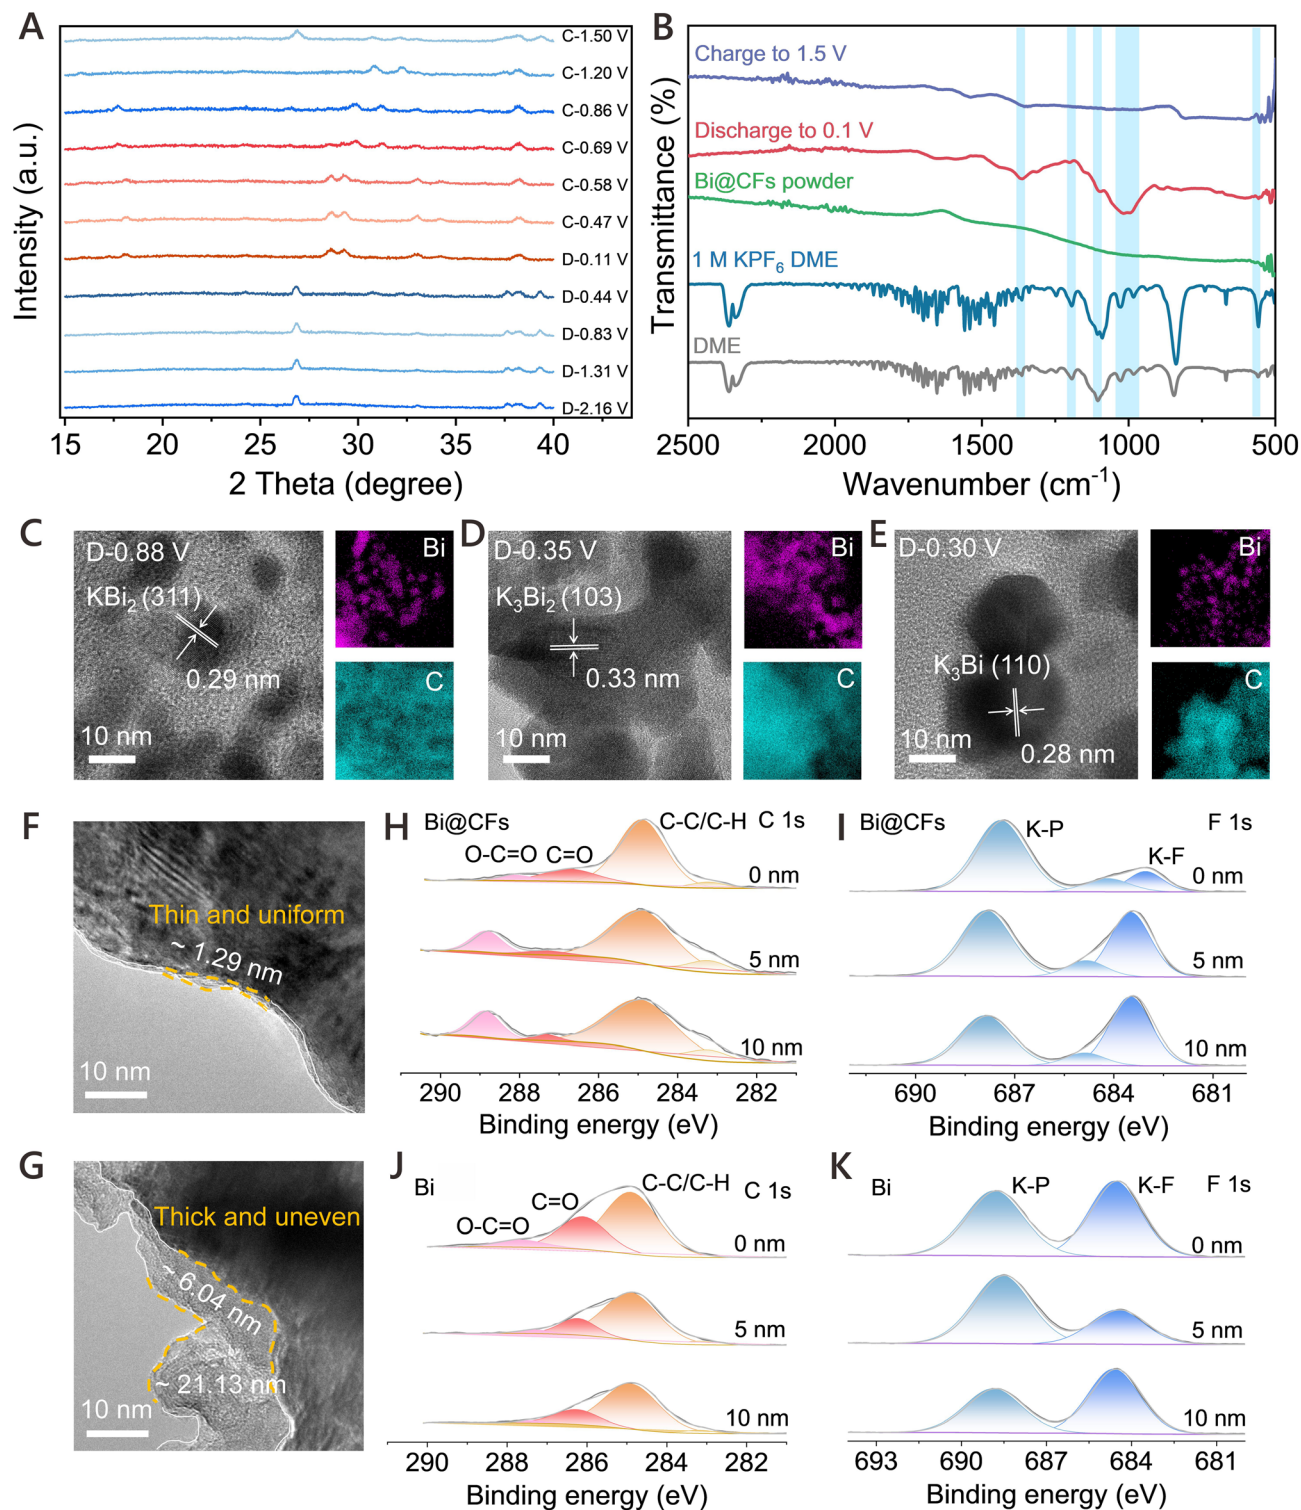 A
C-1.50 V
C-1.20 V
C-0.86 V
C-0.69 V
C-0.58 V
C-0.47 V
D-0.11 V
D-0.44 V
D-0.83 V
D-1.31 V
D-2.16 V
Intensity (a.u.)
15 20 25 30 35 40
2 Theta (degree)
B
Charge to 1.5 V
Discharge to 0.1 V
Bi@CFs powder
1 M KPF₆ DME
DME
Transmittance (%)
2500 2000 1500 1000 500
Wavenumber (cm⁻¹)
C
D-0.88 V
KBi₂ (311)
0.29 nm
10 nm
Bi
C
D
D-0.35 V
K₃Bi₂ (103)
0.33 nm
10 nm
Bi
C
E
D-0.30 V
K₃Bi (110)
0.28 nm
10 nm
Bi
C
F
Thin and uniform
~ 1.29 nm
10 nm
G
Thick and uneven
~ 6.04 nm
~ 21.13 nm
10 nm
H
Bi@CFs
C-C/C-H
C 1s
O-C=O
C=O
0 nm
5 nm
10 nm
290 288 286 284 282
Binding energy (eV)
I
Bi@CFs
K-P
F 1s
K-F
0 nm
5 nm
10 nm
690 687 684 681
Binding energy (eV)
J
Bi
C-C/C-H
C 1s
C=O
O-C=O
0 nm
5 nm
10 nm
290 288 286 284 282
Binding energy (eV)
K
Bi
K-P
K-F
F 1s
0 nm
5 nm
10 nm
693 690 687 684 681
Binding energy (eV)